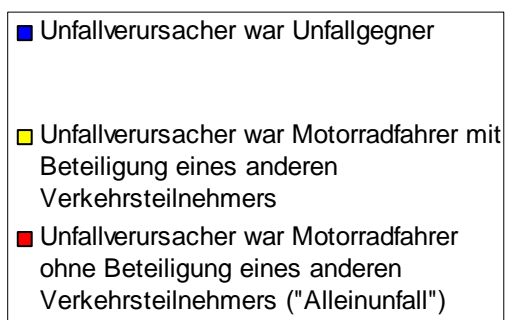 Unfallverursacher war Unfallgegner
Unfallverursacher war Motorradfahrer mit
Beteiligung eines anderen
Verkehrsteilnehmers
Unfallverursacher war Motorradfahrer
ohne Beteiligung eines anderen
Verkehrsteilnehmers ("Alleinunfall")